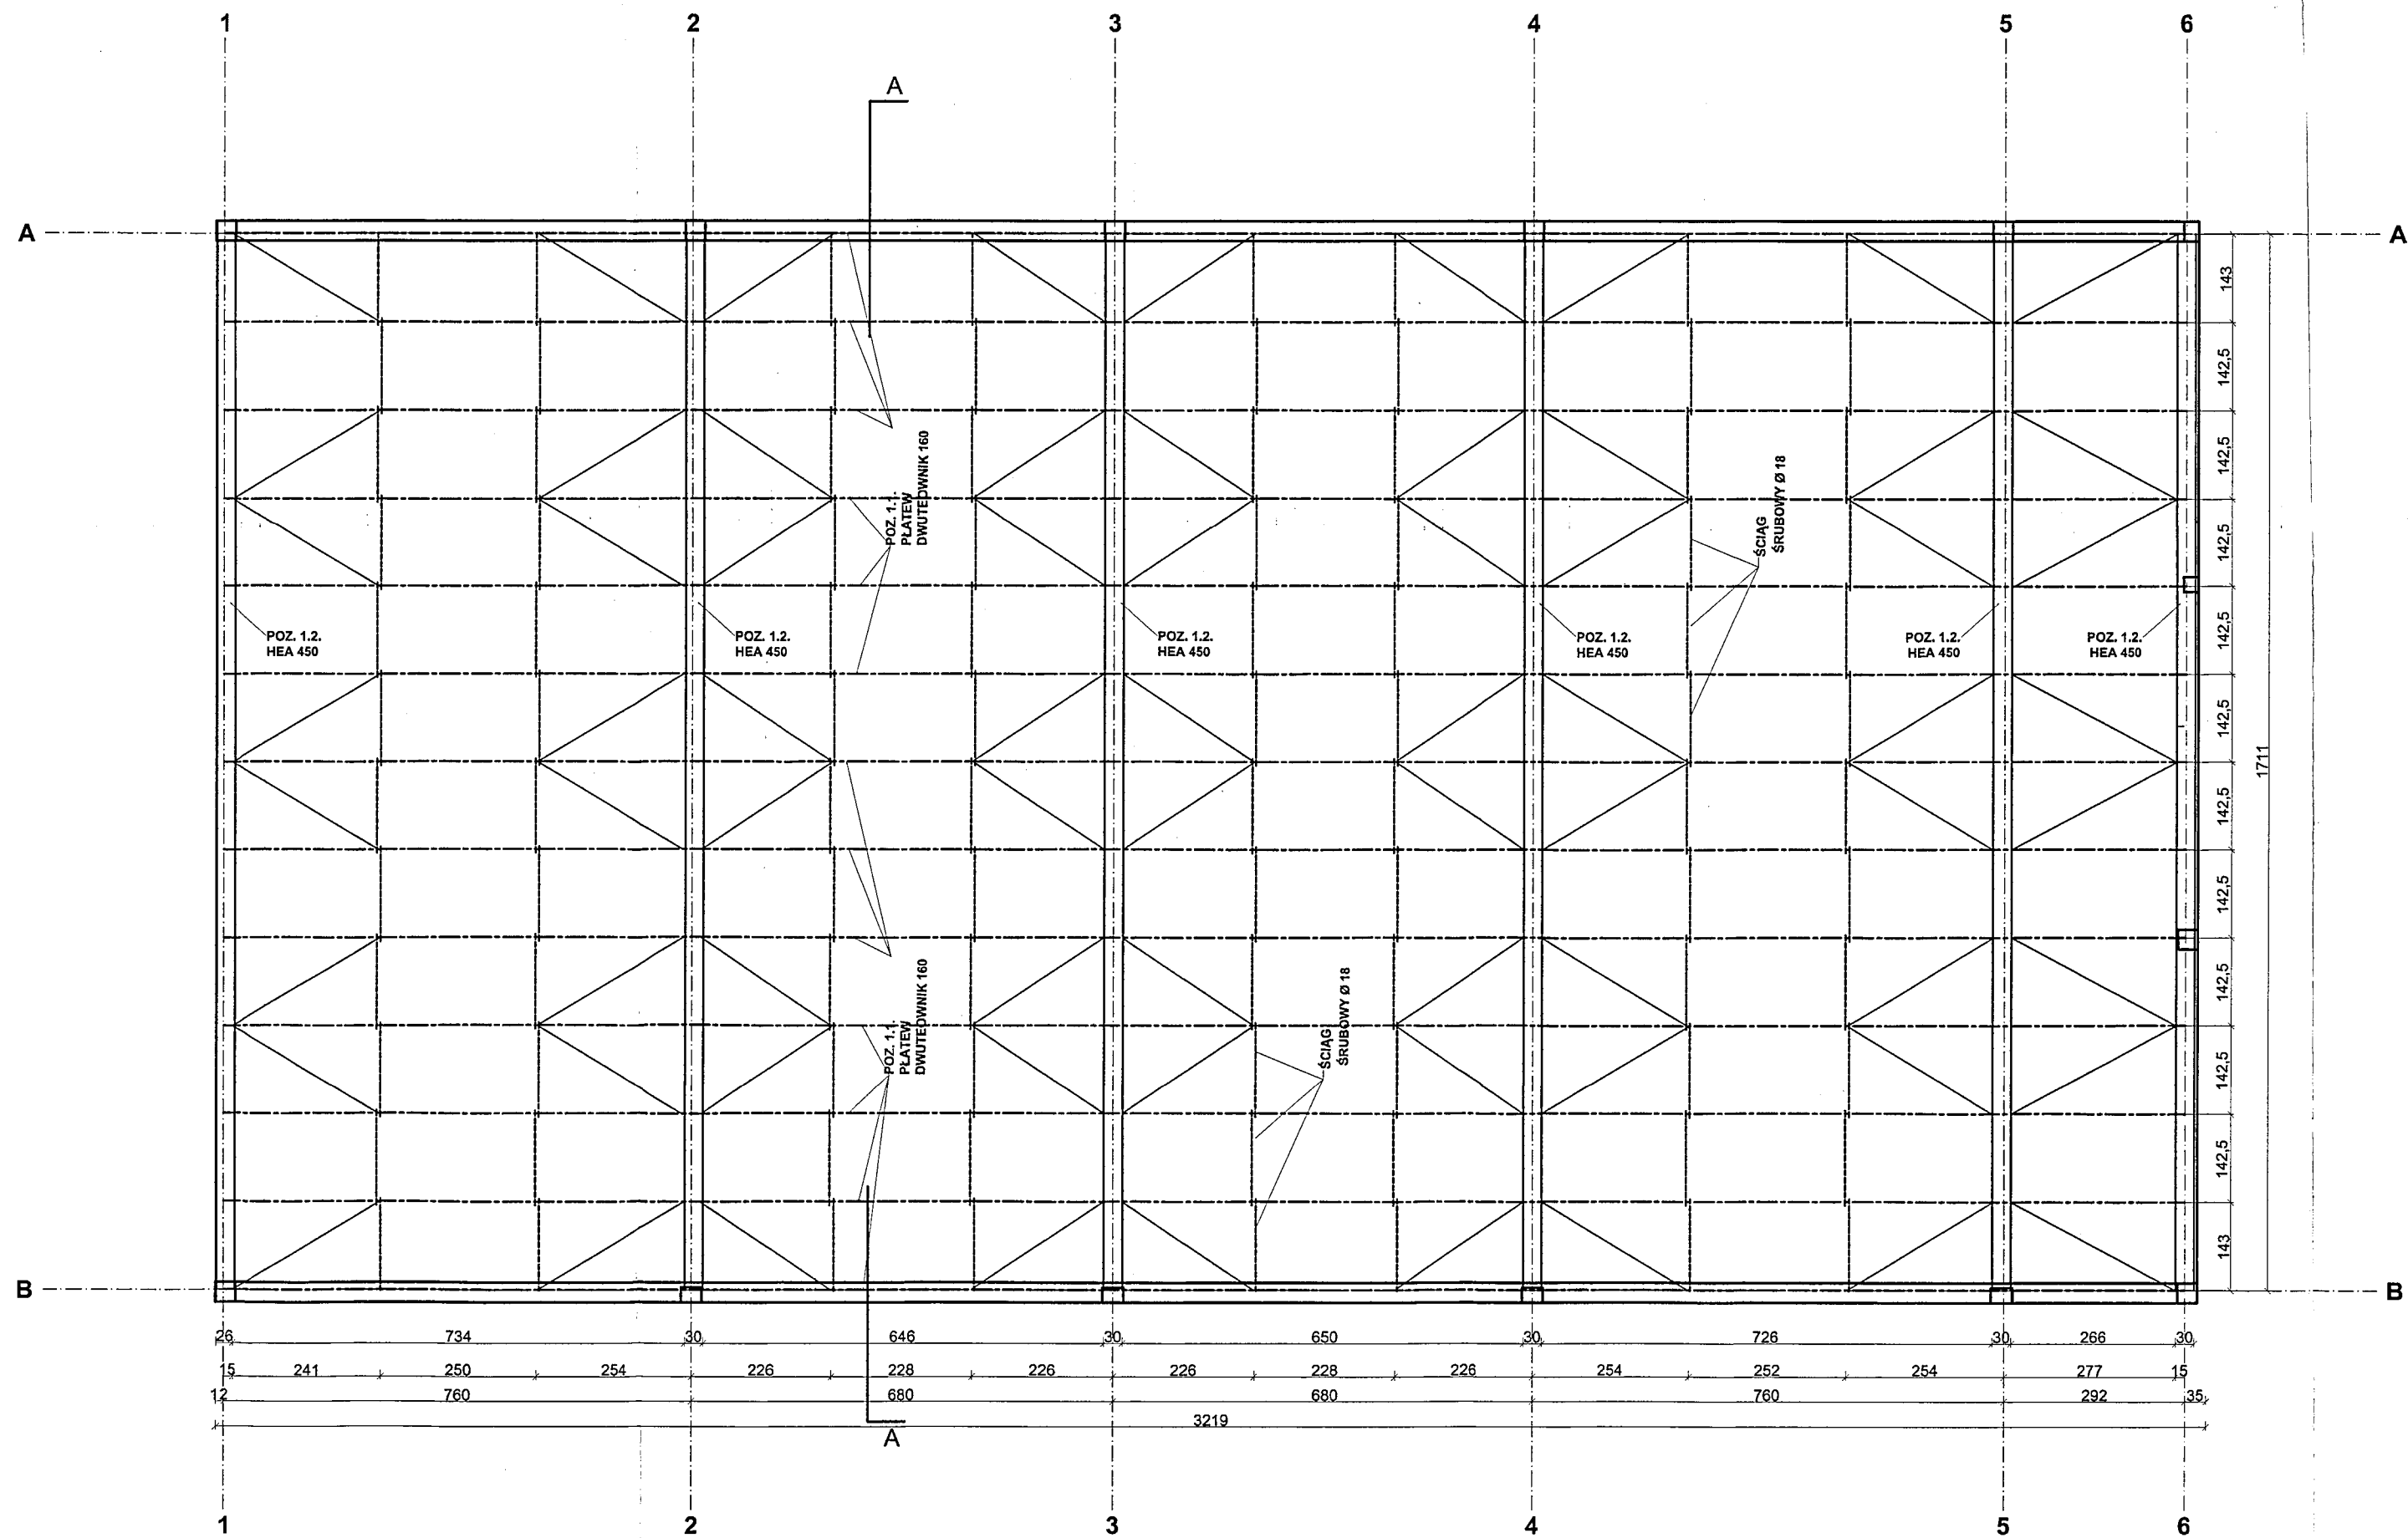 1 2 3 4 5 6
A
A A
143
142,5
142,5
142,5
142,5
142,5
142,5
142,5
142,5
142,5
142,5
143
1711
POZ. 1.1.
PŁATEW
DWUTEOWNIK 160
ŚCIĄG
ŚRUBOWY Ø 18
POZ. 1.2.
HEA 450
POZ. 1.2.
HEA 450
POZ. 1.2.
HEA 450
POZ. 1.2.
HEA 450
POZ. 1.2.
HEA 450
POZ. 1.2.
HEA 450
POZ. 1.1.
PŁATEW
DWUTEOWNIK 160
ŚCIĄG
ŚRUBOWY Ø 18
B B
26 734 30 646 30 650 30 726 30 266 30
15 241 250 254 226 228 226 226 228 226 254 252 254 277 15
12 760 680 680 760 292 35
3219
A
1 2 3 4 5 6